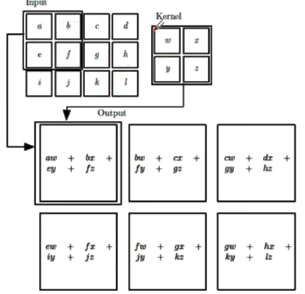 Input
Kernel
a b c d
w x
e f g h
y z
i j k l
Output
aw + bx +
ey + fz
bw + cx +
fy + gz
cw + dx +
gy + hz
ew + fx +
iy + jz
fw + gx +
jy + kz
gw + hx +
ky + lz